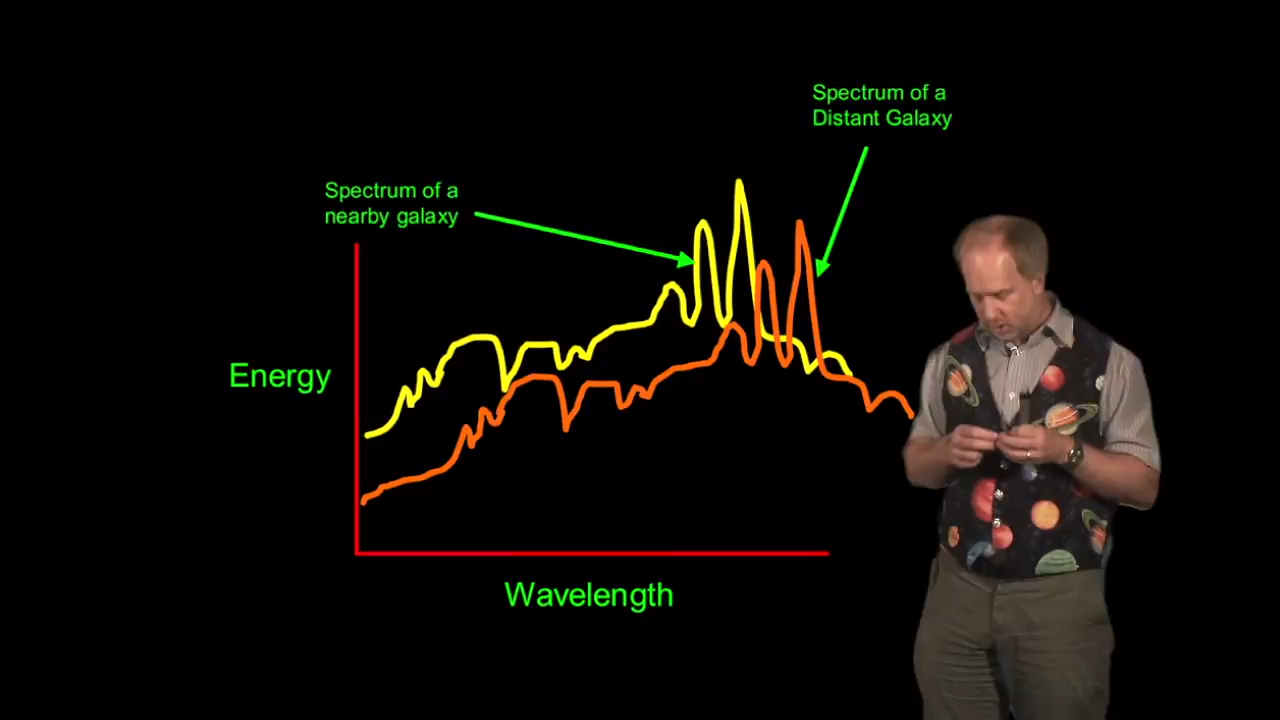 Spectrum of a
Distant Galaxy
Spectrum of a
nearby galaxy
Energy
Wavelength